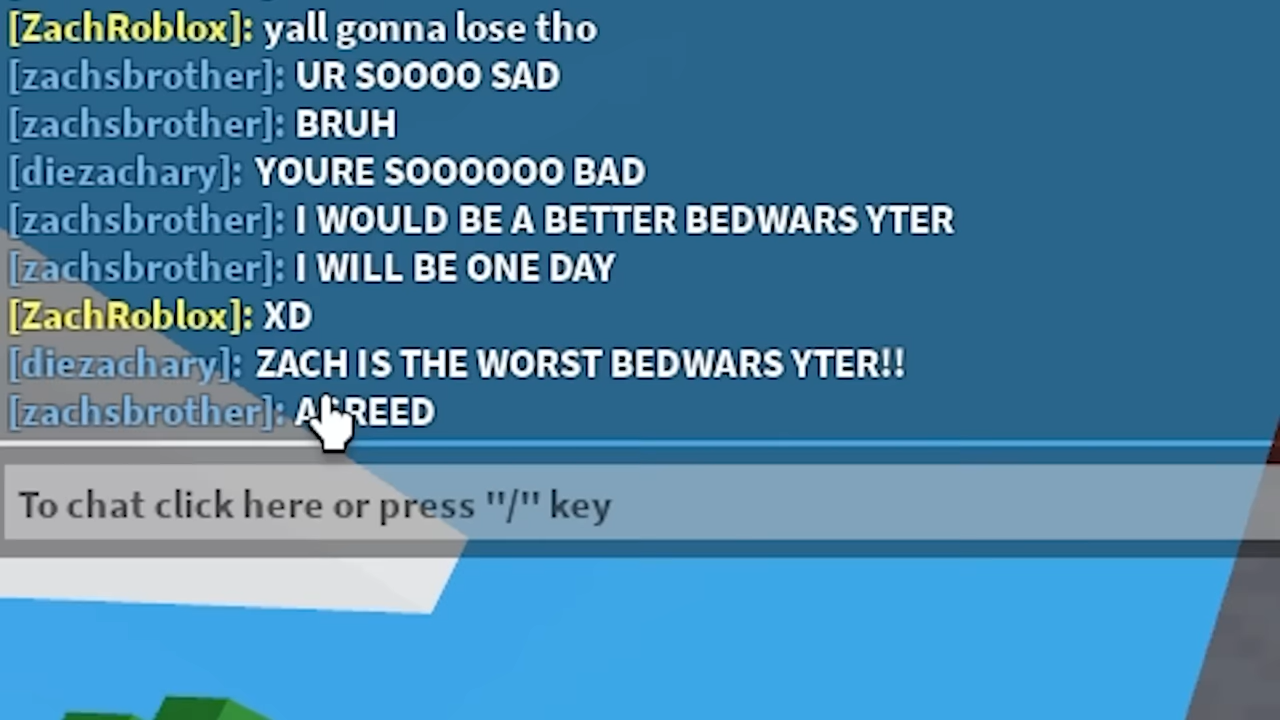 [ZachRoblox]: yall gonna lose tho
[zachsbrother]: UR SOOOO SAD
[zachsbrother]: BRUH
[diezachary]: YOURE SOOOOOO BAD
[zachsbrother]: I WOULD BE A BETTER BEDWARS YTER
[zachsbrother]: I WILL BE ONE DAY
[ZachRoblox]: XD
[diezachary]: ZACH IS THE WORST BEDWARS YTER!!
[zachsbrother]: AGREED
To chat click here or press "/" key